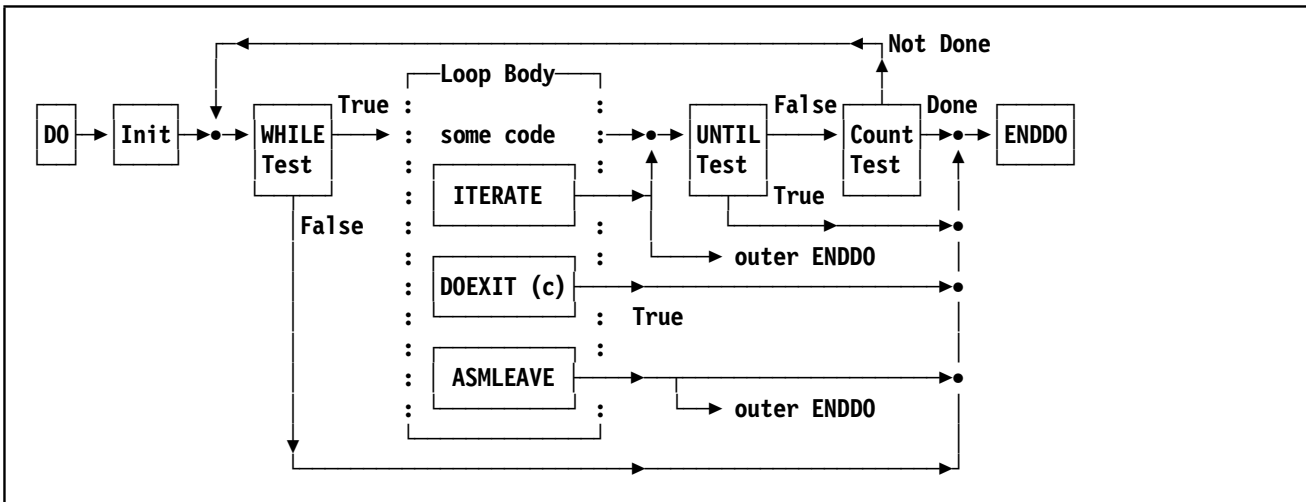 Not Done
Loop Body
True
False
Done
DO
Init
WHILE
Test
some code
UNTIL
Test
Count
Test
ENDDO
ITERATE
True
False
outer ENDDO
DOEXIT (c)
True
ASMLEAVE
outer ENDDO